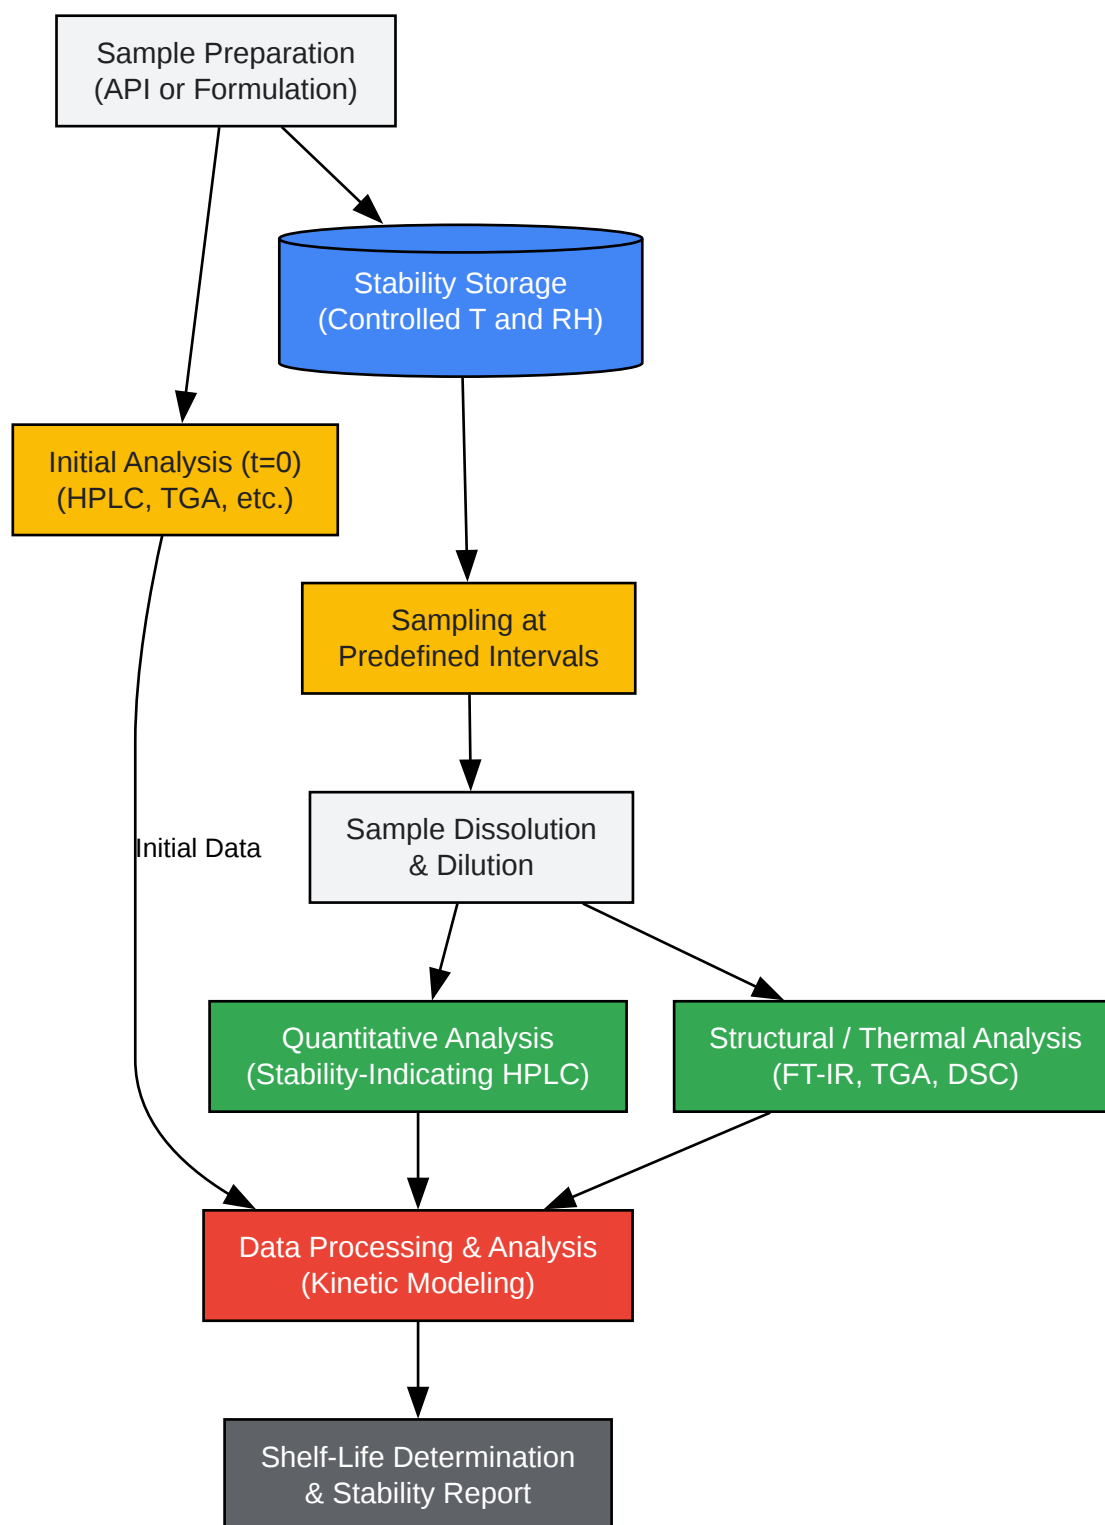 Sample Preparation
(API or Formulation)
Stability Storage
(Controlled T and RH)
Initial Analysis (t=0)
(HPLC, TGA, etc.)
Sampling at
Predefined Intervals
Sample Dissolution
& Dilution
Initial Data
Quantitative Analysis
(Stability-Indicating HPLC)
Structural / Thermal Analysis
(FT-IR, TGA, DSC)
Data Processing & Analysis
(Kinetic Modeling)
Shelf-Life Determination
& Stability Report